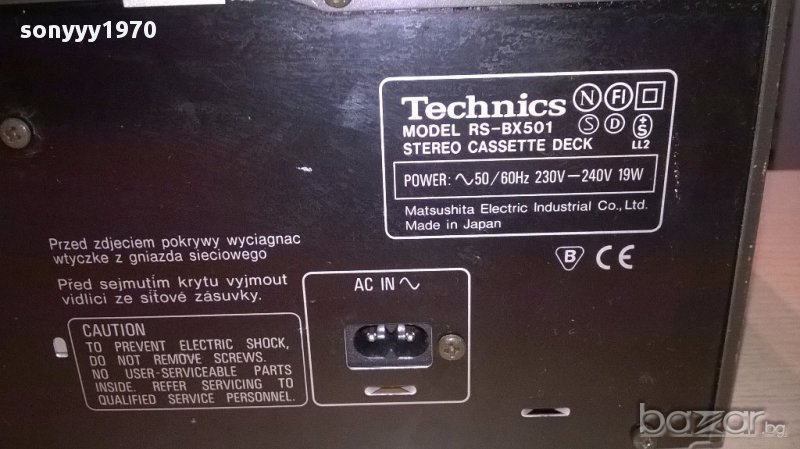 sonyyy1970
Technics
N FI
MODEL RS-BX501
S D S
STEREO CASSETTE DECK
LL2
POWER: ∿50/60Hz 230V—240V 19W
Matsushita Electric Industrial Co., Ltd.
Made in Japan
B CE
Przed zdjeciem pokrywy wyciagnac
wtyczke z gniazda sieciowego
Před sejmutím krytu vyjmout
vidlici ze síťové zásuvky.
AC IN ∿
CAUTION
TO PREVENT ELECTRIC SHOCK,
DO NOT REMOVE SCREWS.
NO USER-SERVICEABLE PARTS
INSIDE. REFER SERVICING TO
QUALIFIED SERVICE PERSONNEL.
bazar.bg